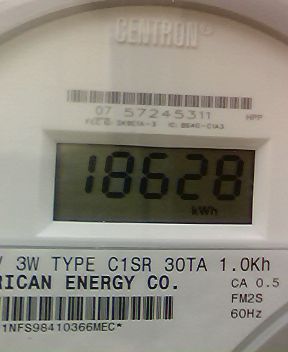 CENTRON®
07 57245311
HPP
18628
kWh
V 3W TYPE C1SR 30TA 1.0Kh
RICAN ENERGY CO.
CA 0.5
FM2S
60Hz
1NFS98410366MEC*